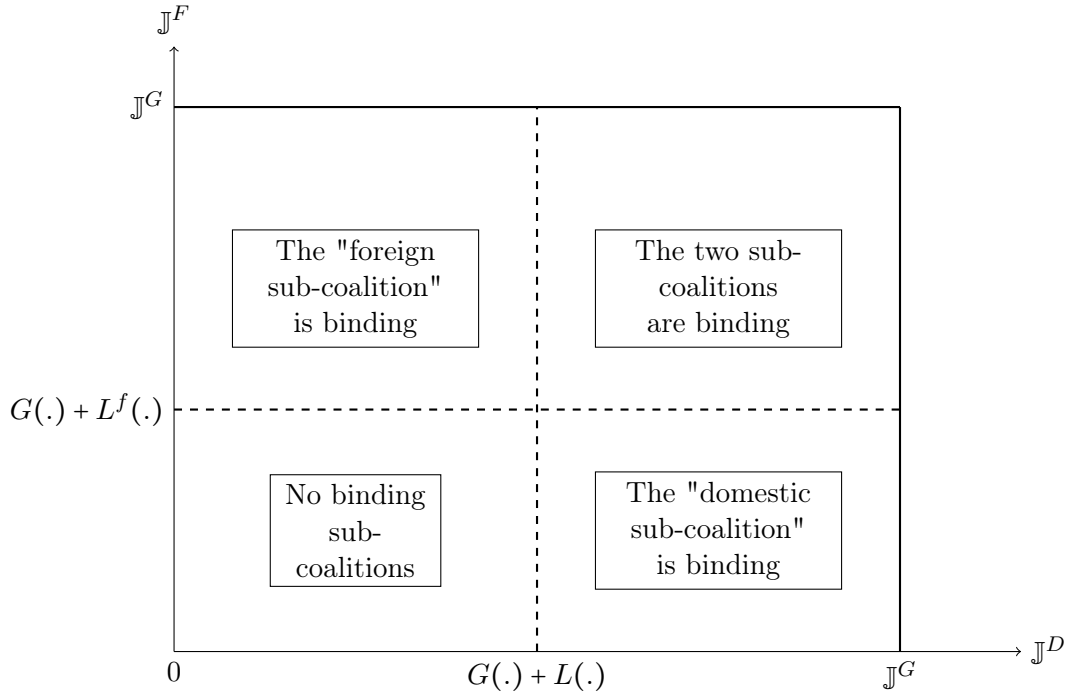 𝕁^F
𝕁^G
The "foreign
sub-coalition"
is binding
The two sub-
coalitions
are binding
G(.) + L^f(.)
No binding
sub-
coalitions
The "domestic
sub-coalition"
is binding
𝕁^D
0
G(.) + L(.)
𝕁^G